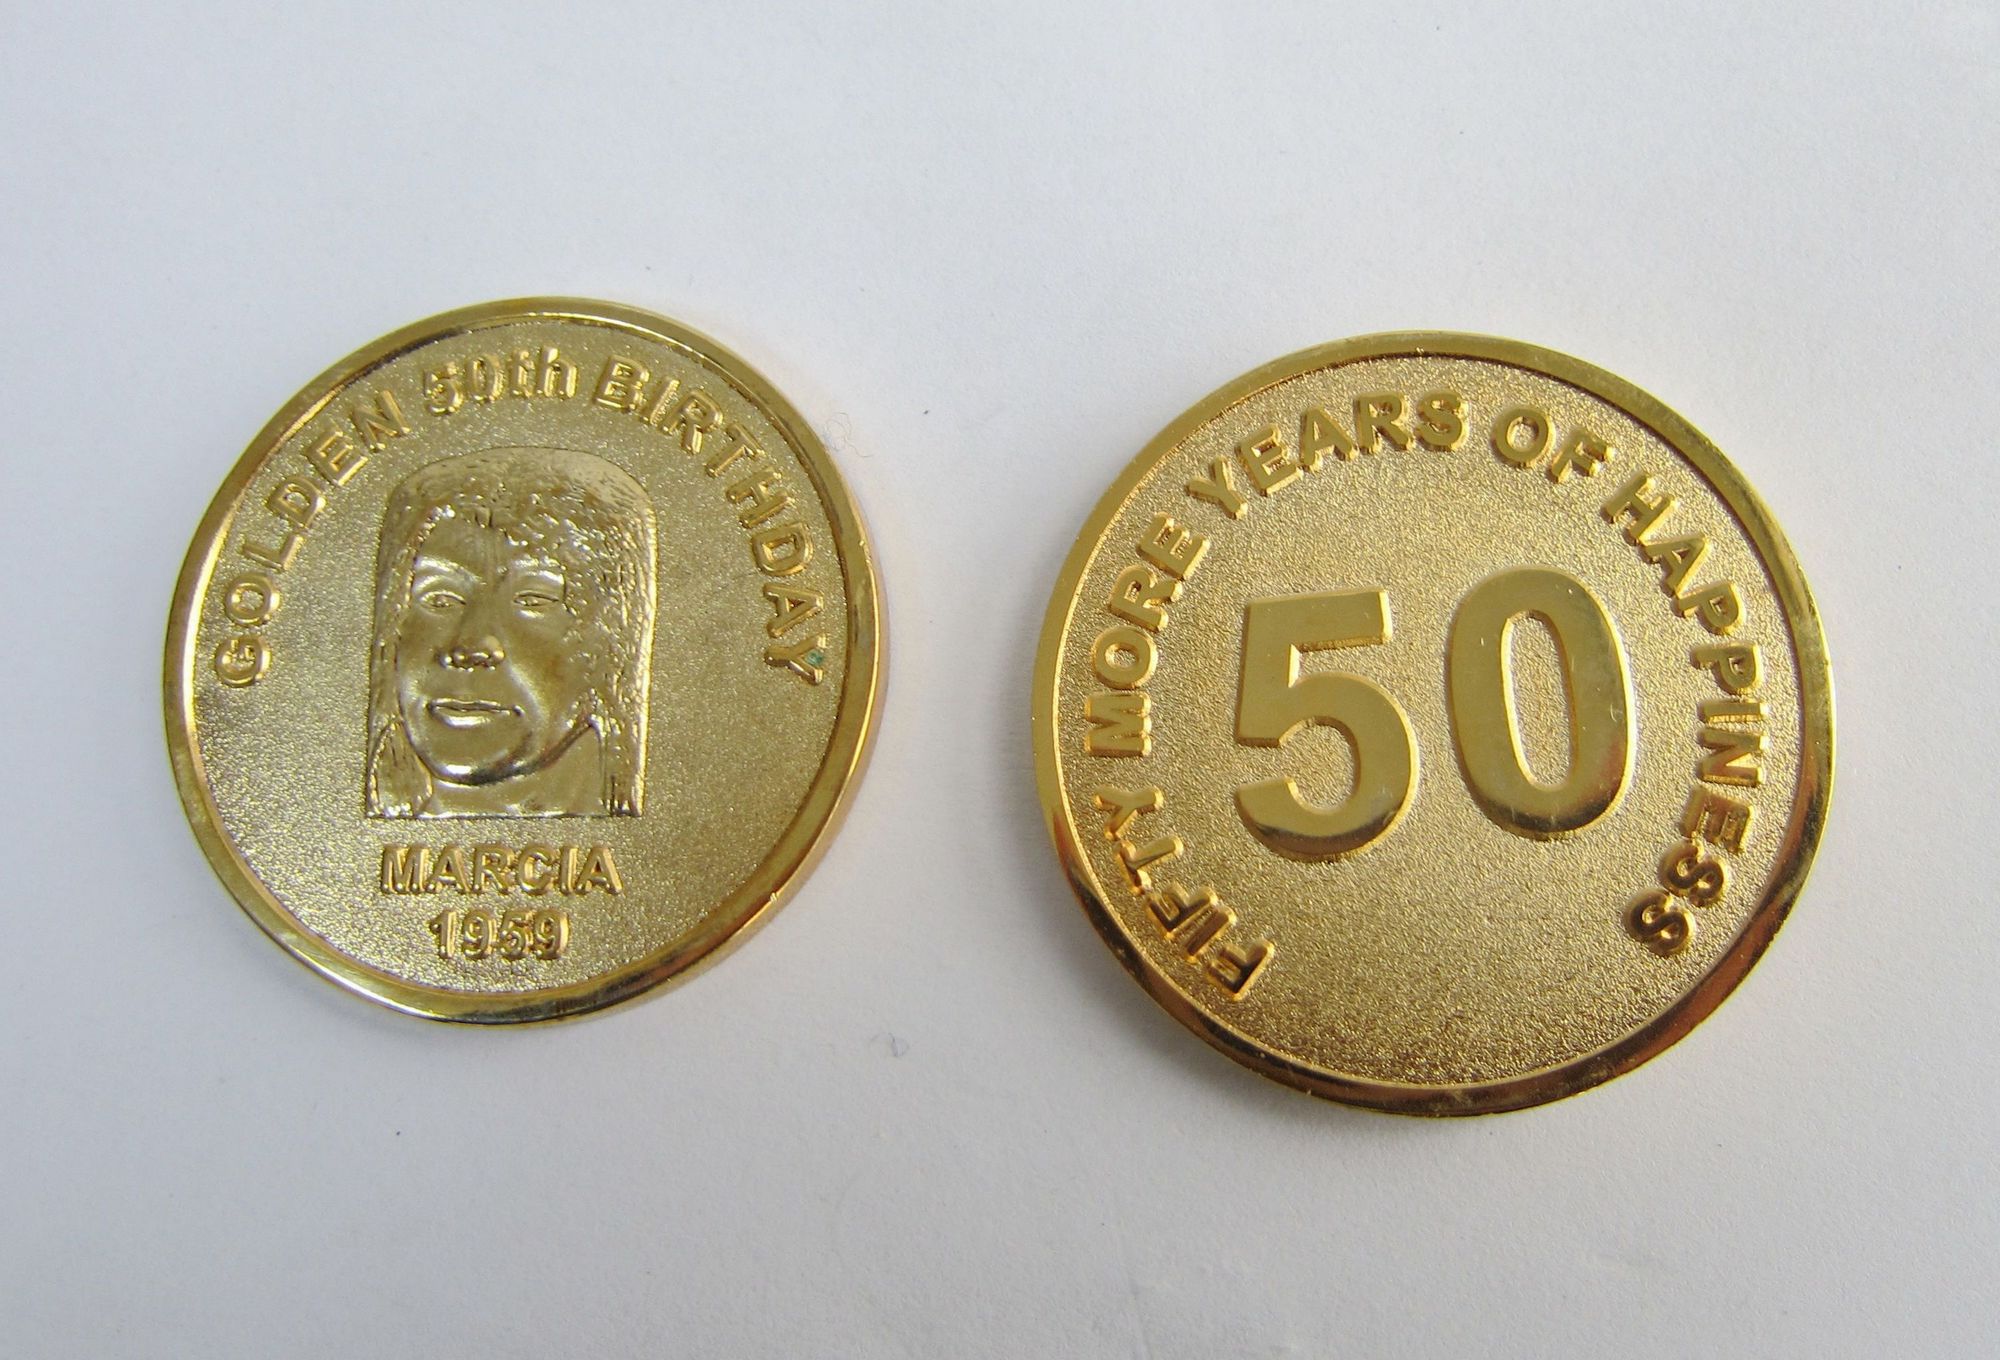 GOLDEN 50th BIRTHDAY
MARCIA
1959
FIFTY MORE YEARS OF HAPPINESS
50